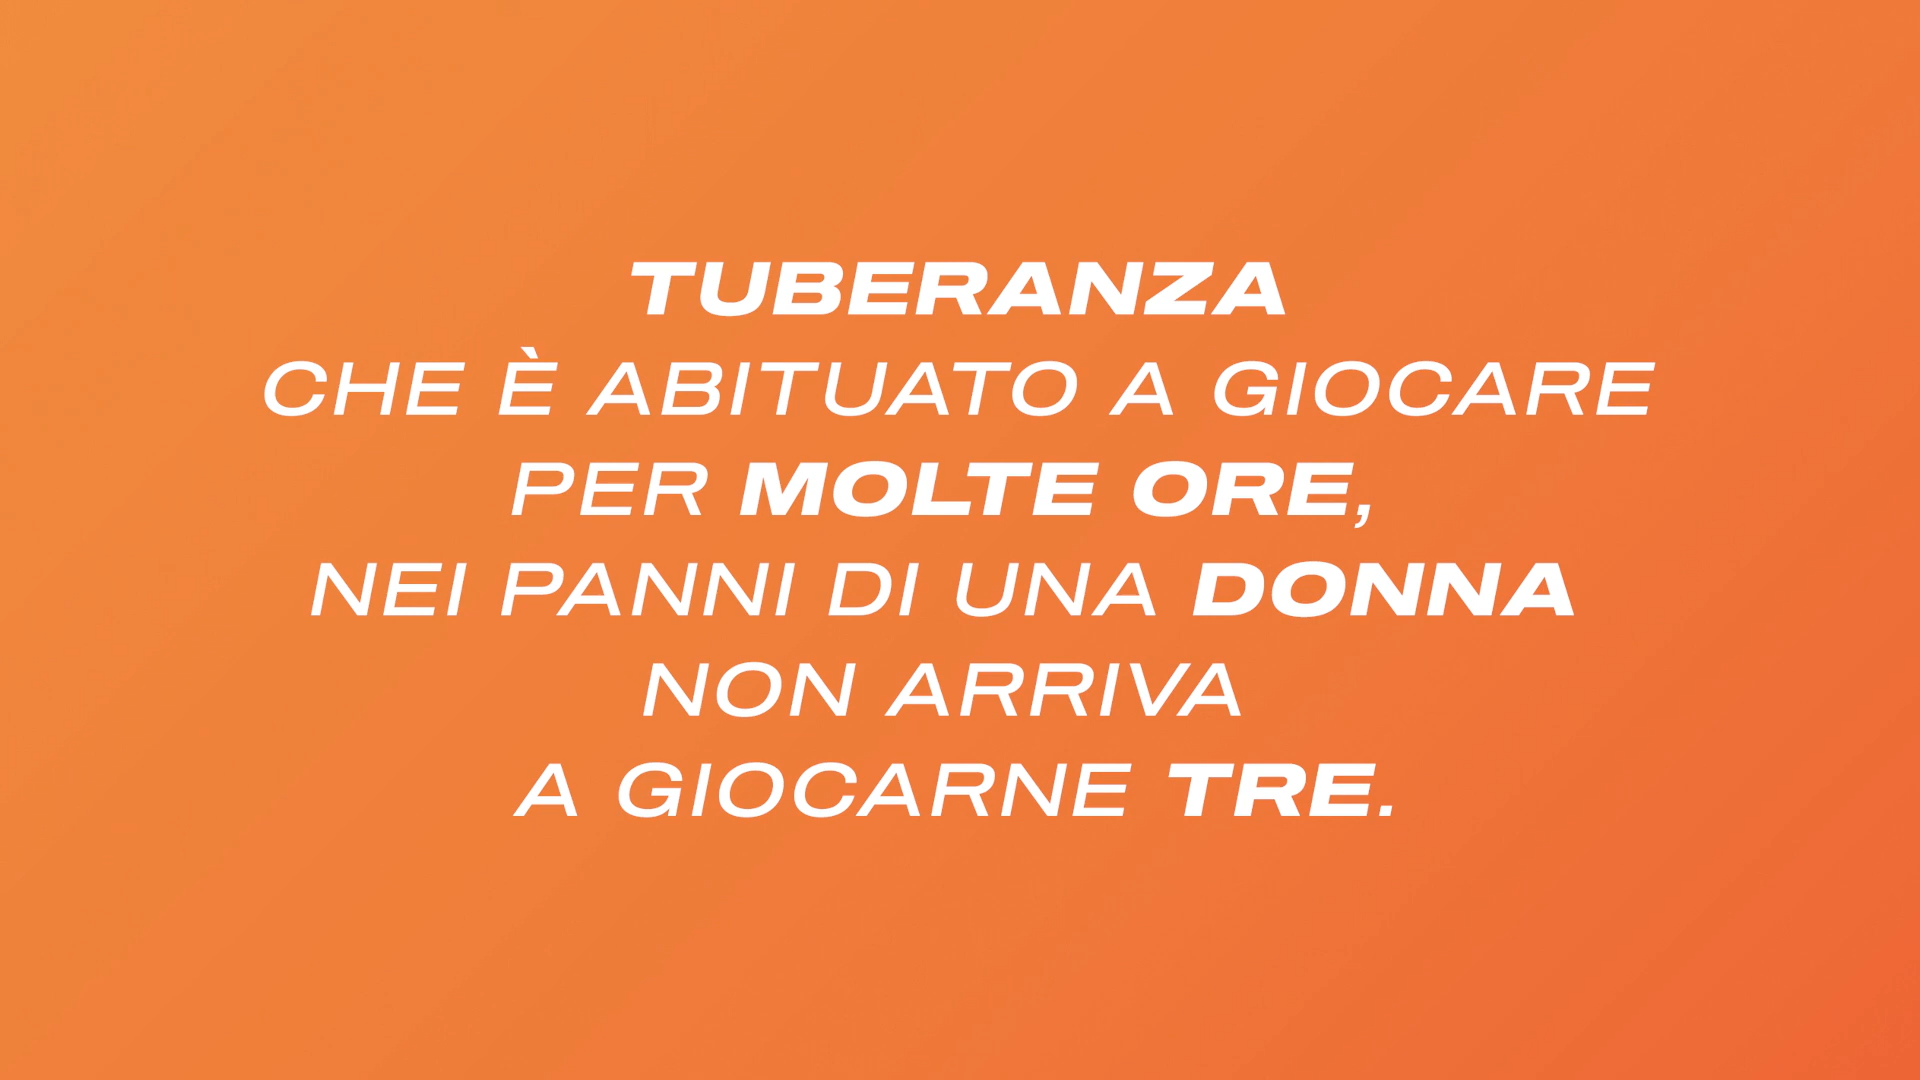 TUBERANZA
CHE È ABITUATO A GIOCARE
PER MOLTE ORE,
NEI PANNI DI UNA DONNA
NON ARRIVA
A GIOCARNE TRE.